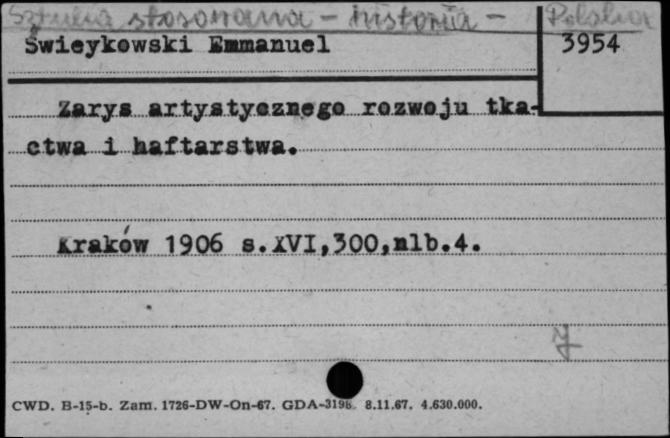 Sztuka stosowana - historia - Polska
Swieykowski Emmanuel
3954
Zarys artystycznego rozwoju tka-
ctwa i haftarstwa.
Kraków 1906 s.XVI,300,nlb.4.
CWD. B-15-b. Zam. 1726-DW-On-67. GDA-3198. 8.11.67. 4.630.000.